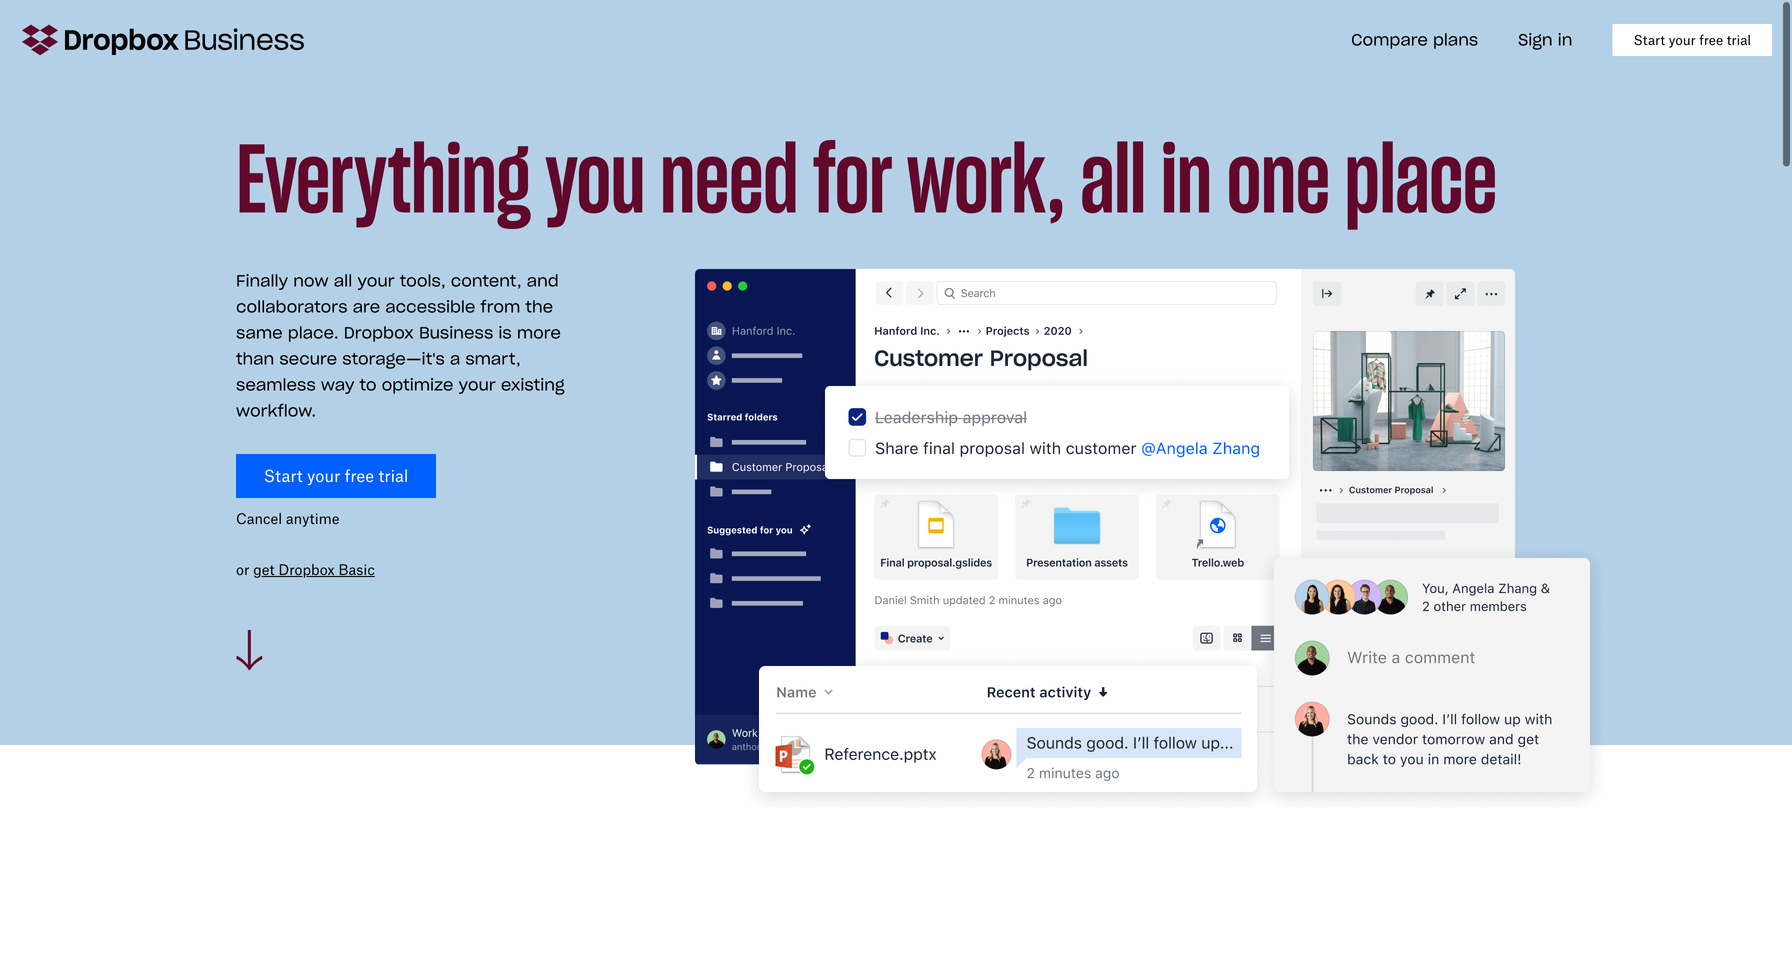 Dropbox Business
Compare plans
Sign in
Start your free trial
Everything you need for work, all in one place
Finally now all your tools, content, and
collaborators are accessible from the
same place. Dropbox Business is more
than secure storage—it's a smart,
seamless way to optimize your existing
workflow.
Start your free trial
Cancel anytime
or get Dropbox Basic
Hanford Inc.
Starred folders
Customer
Suggested for you
Work
Search
Hanford Inc. › ··· › Projects › 2020 ›
Customer Proposal
Leadership approval
Share final proposal with customer @Angela Zhang
Final proposal.gslides
Presentation assets
Trello.web
Daniel Smith updated 2 minutes ago
Create
Name
Recent activity
P
Reference.pptx
Sounds good. I’ll follow up...
2 minutes ago
··· › Customer Proposal ›
You, Angela Zhang &
2 other members
Write a comment
Sounds good. I’ll follow up with
the vendor tomorrow and get
back to you in more detail!